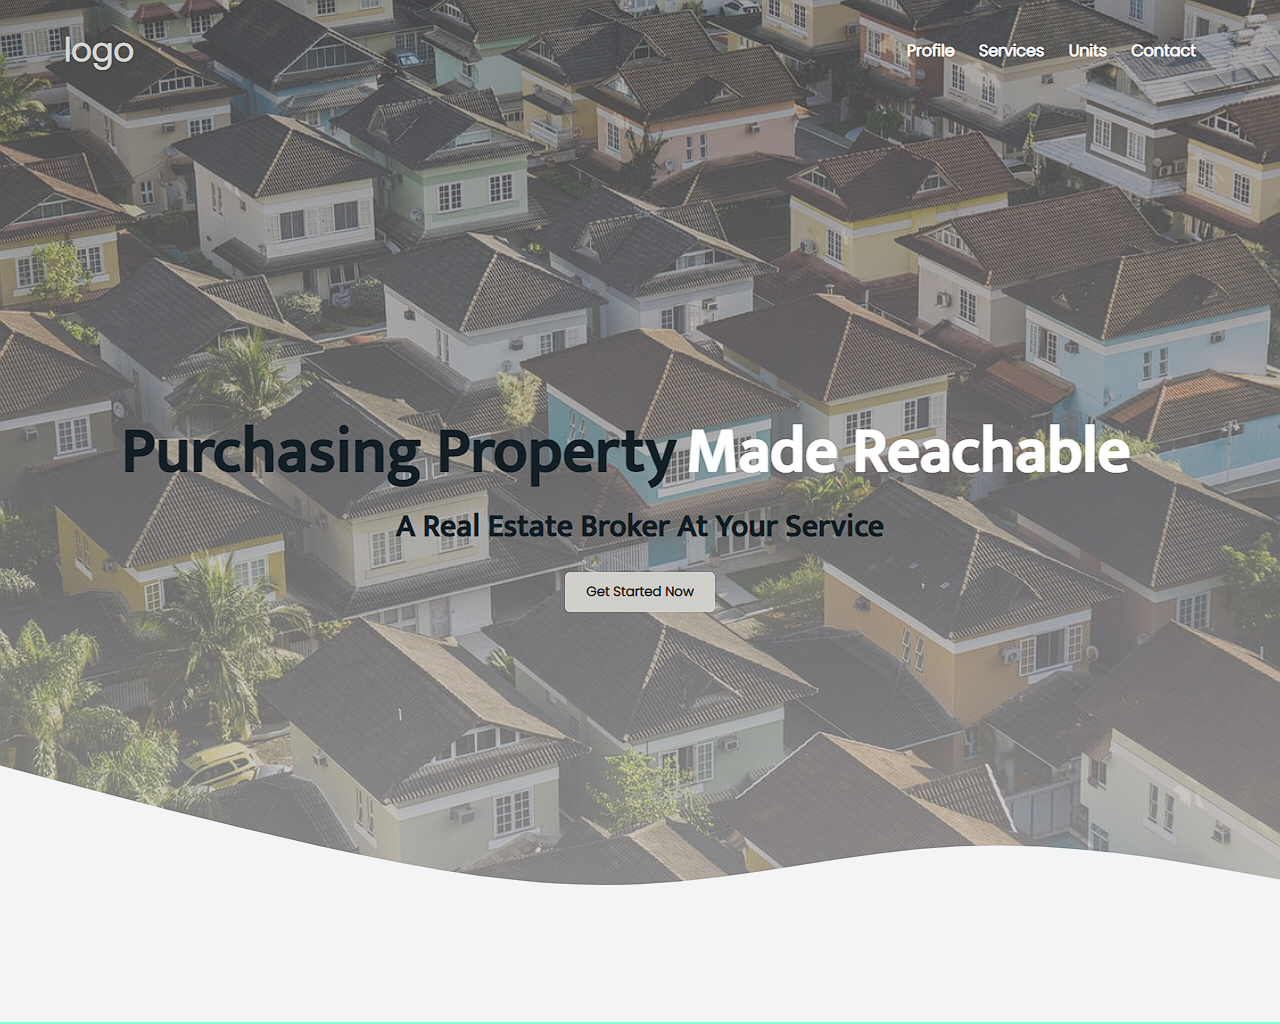 logo
Profile Services Units Contact
Purchasing Property Made Reachable
A Real Estate Broker At Your Service
Get Started Now